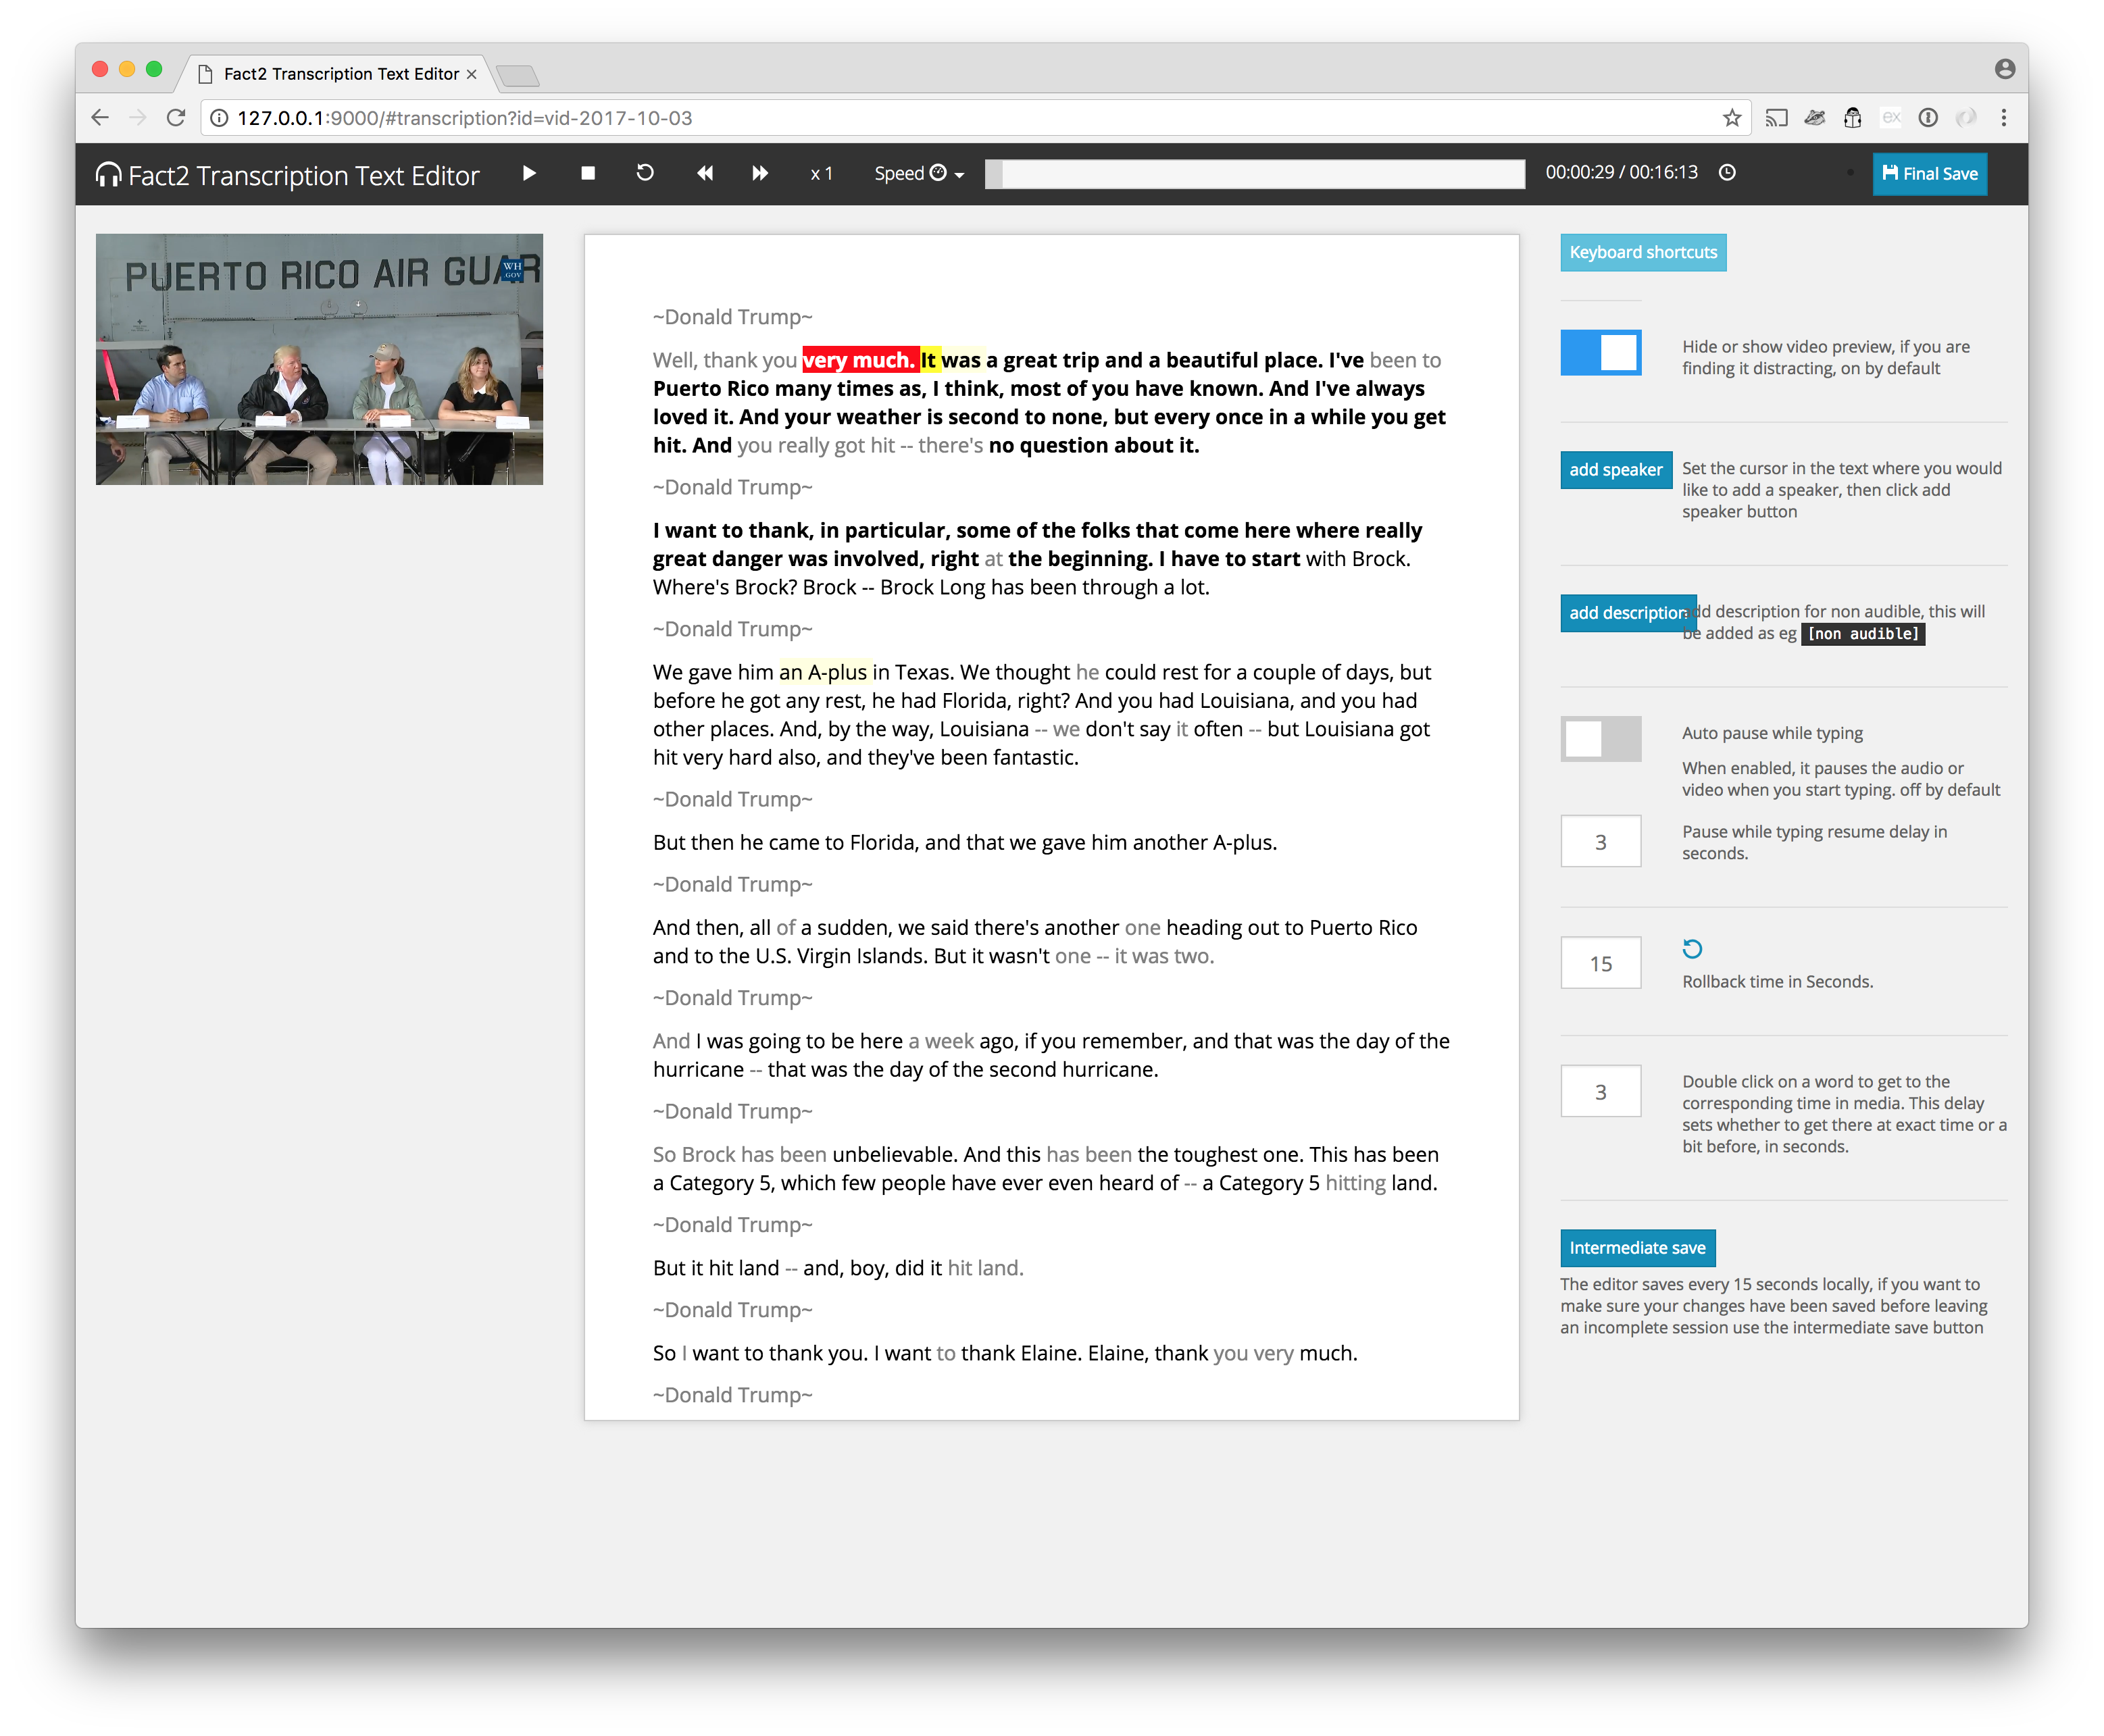 Fact2 Transcription Text Editor
127.0.0.1:9000/#transcription?id=vid-2017-10-03
ex
Fact2 Transcription Text Editor
x 1
Speed
00:00:29 / 00:16:13
Final Save
PUERTO RICO AIR GUAR
WH
.GOV
~Donald Trump~
Well, thank you very much. It was a great trip and a beautiful place. I've been to
Puerto Rico many times as, I think, most of you have known. And I've always
loved it. And your weather is second to none, but every once in a while you get
hit. And you really got hit -- there's no question about it.
~Donald Trump~
I want to thank, in particular, some of the folks that come here where really
great danger was involved, right at the beginning. I have to start with Brock.
Where's Brock? Brock -- Brock Long has been through a lot.
~Donald Trump~
We gave him an A-plus in Texas. We thought he could rest for a couple of days, but
before he got any rest, he had Florida, right? And you had Louisiana, and you had
other places. And, by the way, Louisiana -- we don't say it often -- but Louisiana got
hit very hard also, and they've been fantastic.
~Donald Trump~
But then he came to Florida, and that we gave him another A-plus.
~Donald Trump~
And then, all of a sudden, we said there's another one heading out to Puerto Rico
and to the U.S. Virgin Islands. But it wasn't one -- it was two.
~Donald Trump~
And I was going to be here a week ago, if you remember, and that was the day of the
hurricane -- that was the day of the second hurricane.
~Donald Trump~
So Brock has been unbelievable. And this has been the toughest one. This has been
a Category 5, which few people have ever even heard of -- a Category 5 hitting land.
~Donald Trump~
But it hit land -- and, boy, did it hit land.
~Donald Trump~
So I want to thank you. I want to thank Elaine. Elaine, thank you very much.
~Donald Trump~
Keyboard shortcuts
Hide or show video preview, if you are
finding it distracting, on by default
add speaker
Set the cursor in the text where you would
like to add a speaker, then click add
speaker button
add description
add description for non audible, this will
be added as eg [non audible]
Auto pause while typing
When enabled, it pauses the audio or
video when you start typing. off by default
3
Pause while typing resume delay in
seconds.
15
Rollback time in Seconds.
3
Double click on a word to get to the
corresponding time in media. This delay
sets whether to get there at exact time or a
bit before, in seconds.
Intermediate save
The editor saves every 15 seconds locally, if you want to
make sure your changes have been saved before leaving
an incomplete session use the intermediate save button